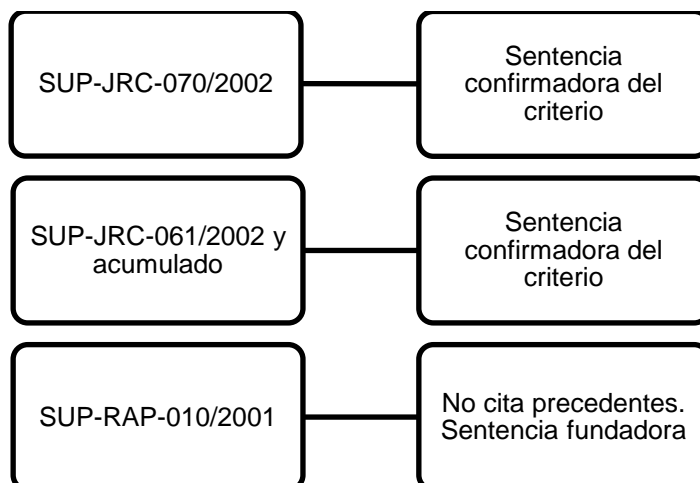 SUP-JRC-070/2002
Sentencia
confirmadora del
criterio
SUP-JRC-061/2002 y
acumulado
Sentencia
confirmadora del
criterio
SUP-RAP-010/2001
No cita precedentes.
Sentencia fundadora